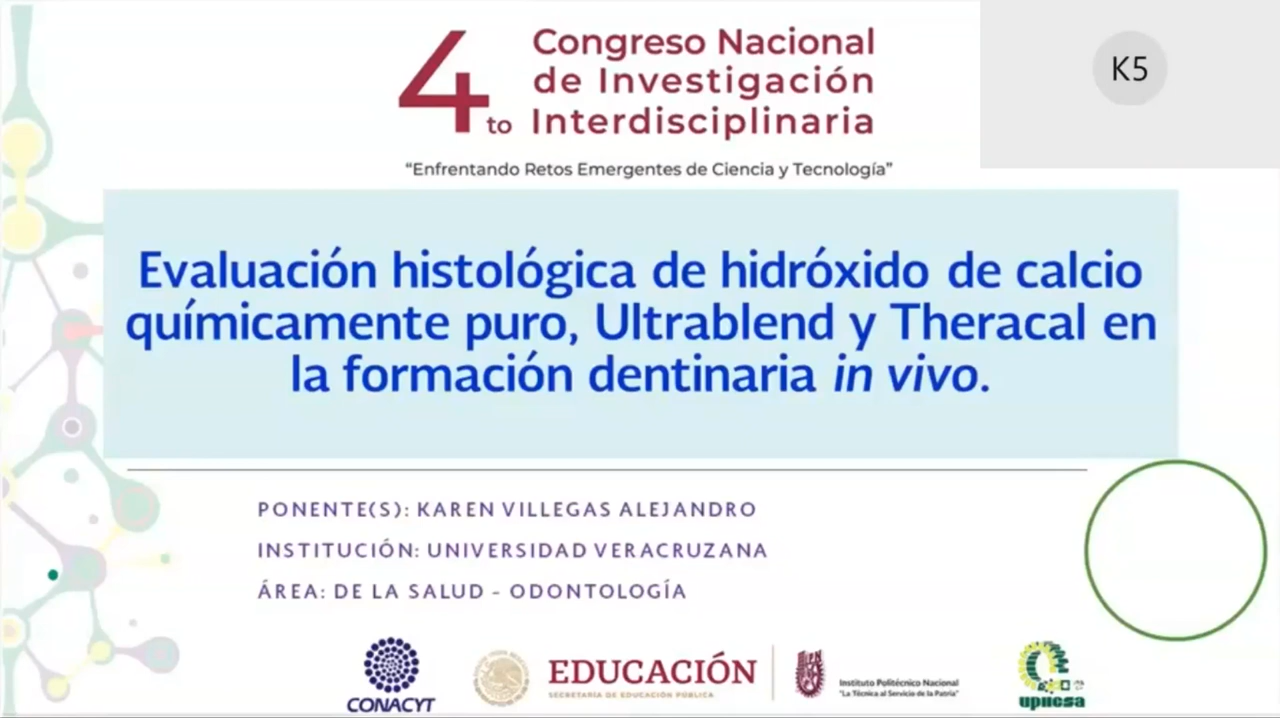 4to
Congreso Nacional
de Investigación
Interdisciplinaria
“Enfrentando Retos Emergentes de Ciencia y Tecnología”
K5
Evaluación histológica de hidróxido de calcio
químicamente puro, Ultrablend y Theracal en
la formación dentinaria in vivo.
PONENTE(S): KAREN VILLEGAS ALEJANDRO
INSTITUCIÓN: UNIVERSIDAD VERACRUZANA
ÁREA: DE LA SALUD - ODONTOLOGÍA
CONACYT
EDUCACIÓN
SECRETARÍA DE EDUCACIÓN PÚBLICA
Instituto Politécnico Nacional
"La Técnica al Servicio de la Patria"
upiicsa